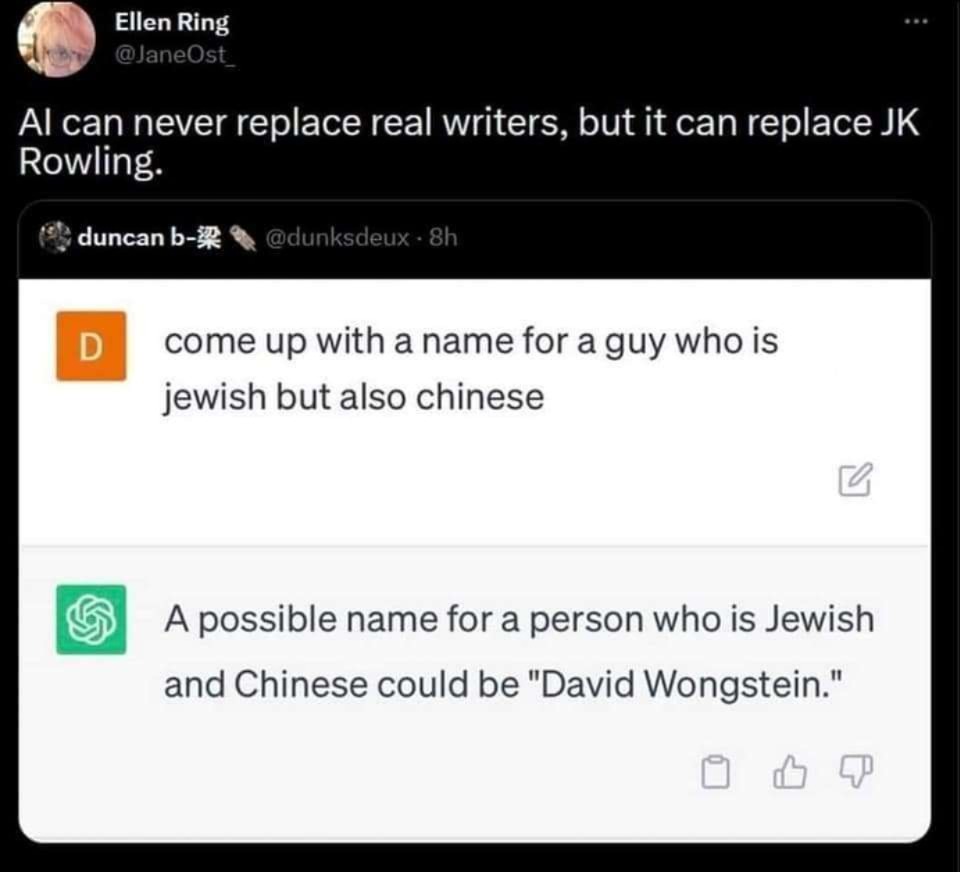 Ellen Ring
@JaneOst_
AI can never replace real writers, but it can replace JK
Rowling.
duncan b-梁 @dunksdeux · 8h
D
come up with a name for a guy who is
jewish but also chinese
A possible name for a person who is Jewish
and Chinese could be "David Wongstein."